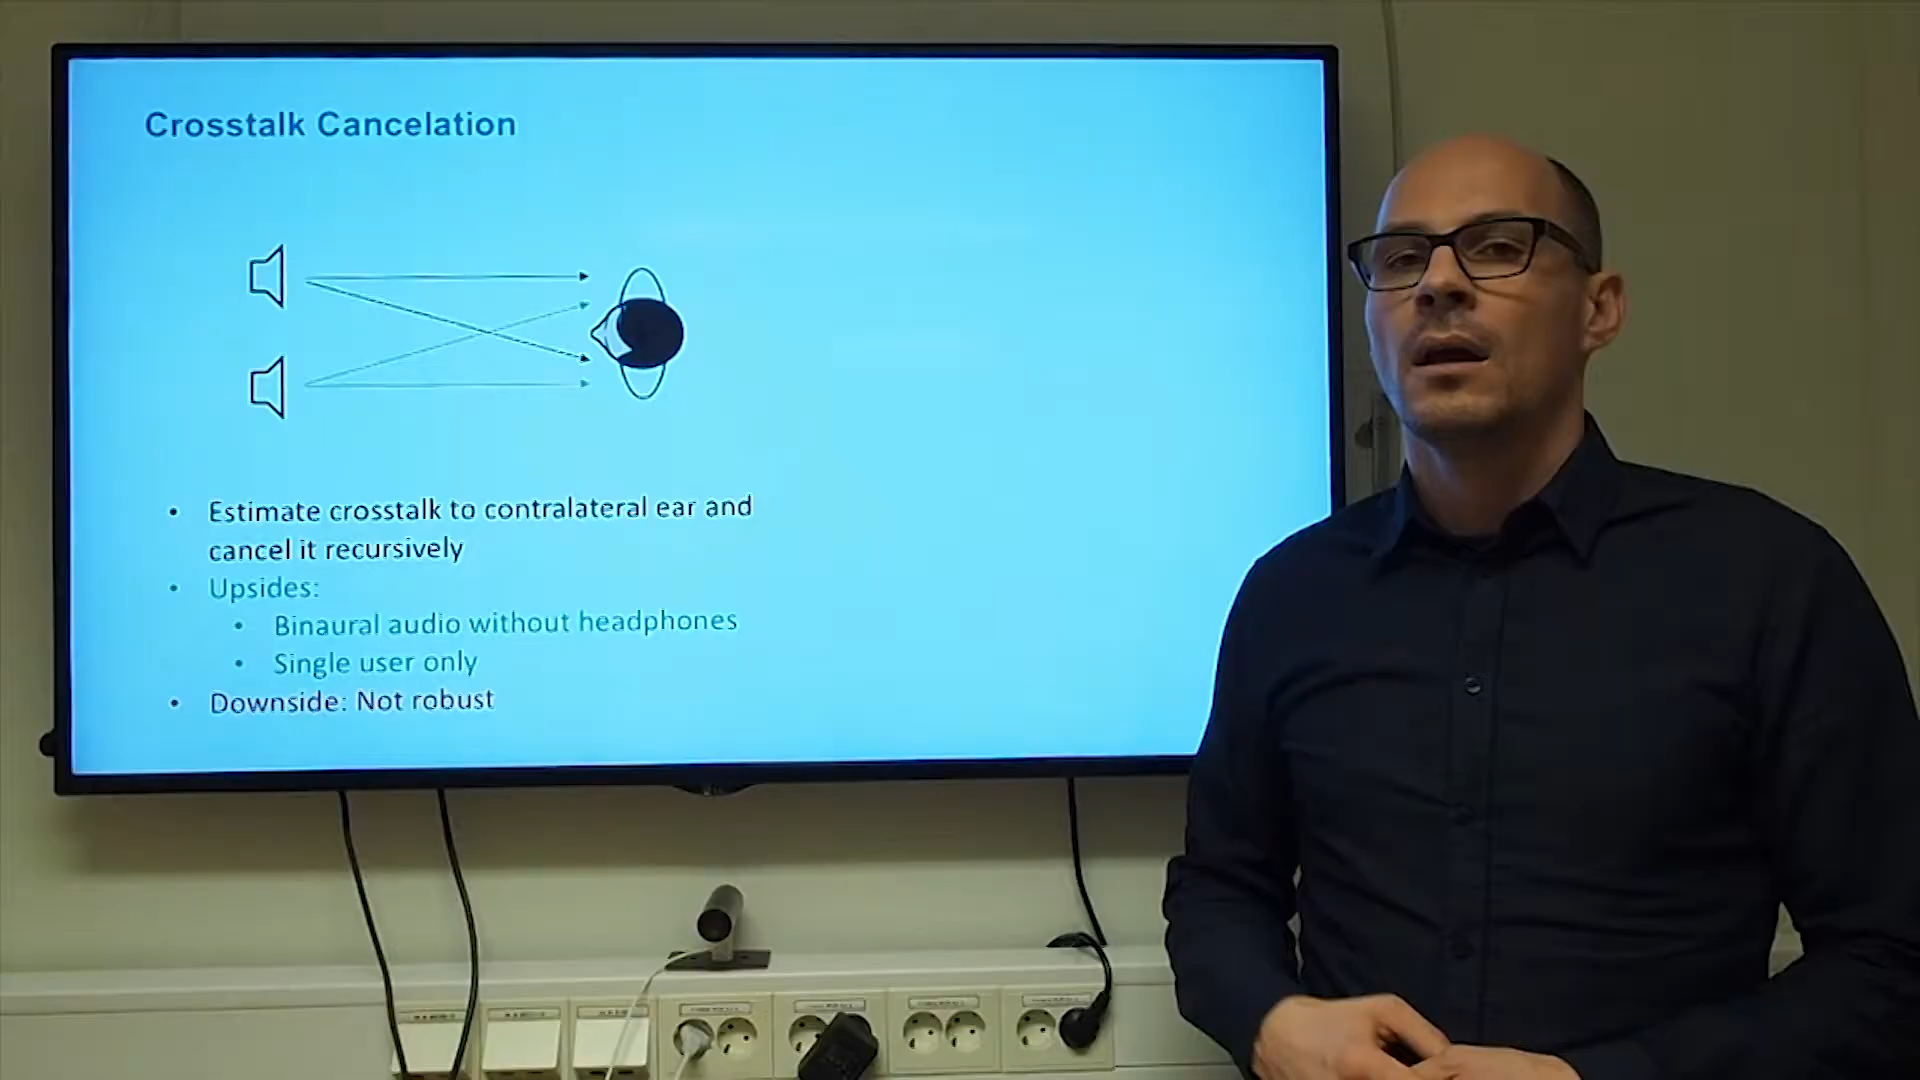 Crosstalk Cancelation
• Estimate crosstalk to contralateral ear and
cancel it recursively
• Upsides:
• Binaural audio without headphones
• Single user only
• Downside: Not robust